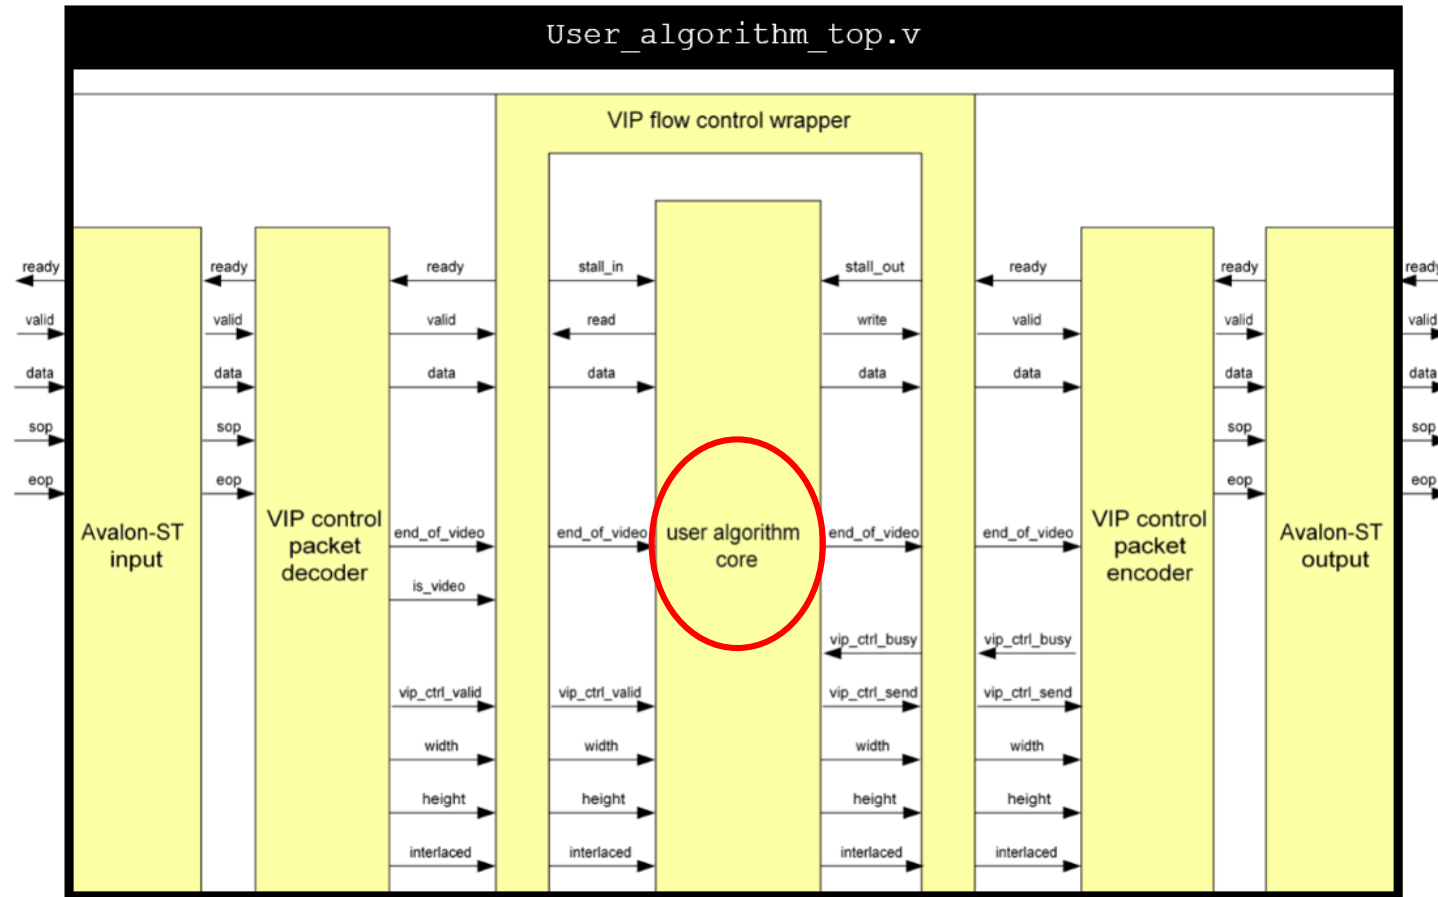 User_algorithm_top.v
VIP flow control wrapper
ready ready ready stall_in stall_out ready ready ready
valid valid valid read write valid valid valid
data data data data data data data data
sop sop sop sop
eop eop eop eop
Avalon-ST input
VIP control packet decoder
end_of_video end_of_video
user algorithm core
end_of_video end_of_video
VIP control packet encoder
Avalon-ST output
is_video
vip_ctrl_busy vip_ctrl_busy
vip_ctrl_valid vip_ctrl_valid vip_ctrl_send vip_ctrl_send
width width width width
height height height height
interlaced interlaced interlaced interlaced